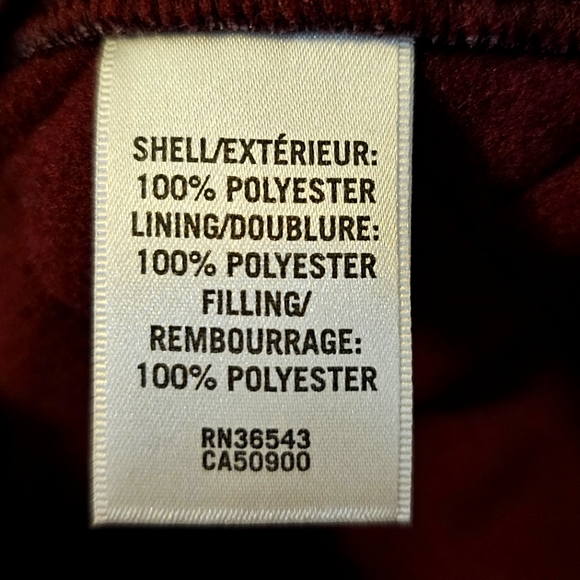 SHELL/EXTÉRIEUR:
100% POLYESTER
LINING/DOUBLURE:
100% POLYESTER
FILLING/
REMBOURRAGE:
100% POLYESTER
RN36543
CA50900